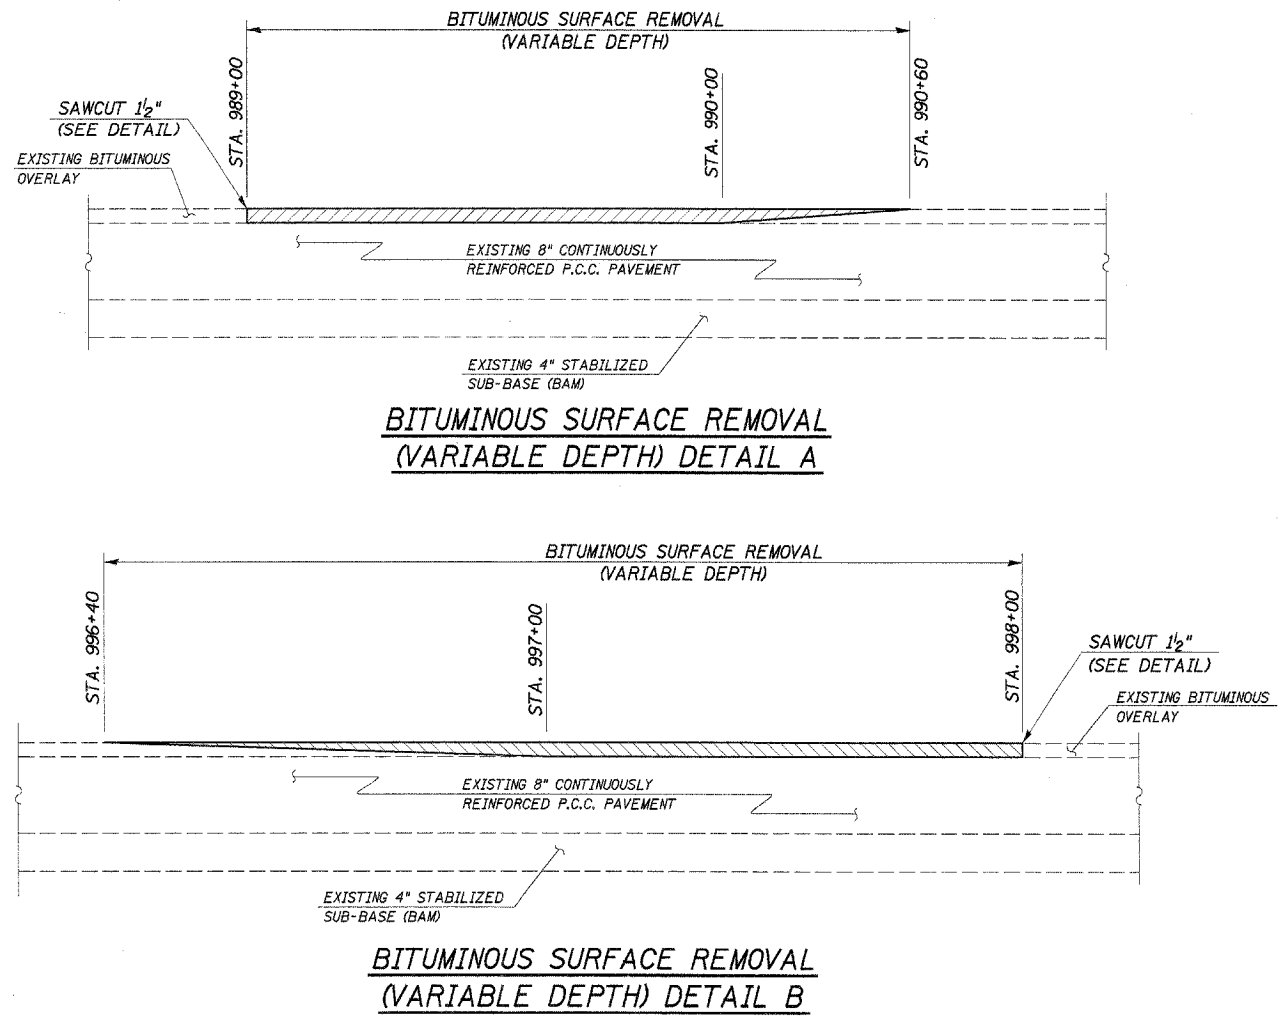 BITUMINOUS SURFACE REMOVAL
(VARIABLE DEPTH)
STA. 989+00
STA. 990+00
STA. 990+60
SAWCUT 1½"
(SEE DETAIL)
EXISTING BITUMINOUS
OVERLAY
EXISTING 8" CONTINUOUSLY
REINFORCED P.C.C. PAVEMENT
EXISTING 4" STABILIZED
SUB-BASE (BAM)
BITUMINOUS SURFACE REMOVAL
(VARIABLE DEPTH) DETAIL A
BITUMINOUS SURFACE REMOVAL
(VARIABLE DEPTH)
STA. 996+40
STA. 997+00
STA. 998+00
SAWCUT 1½"
(SEE DETAIL)
EXISTING BITUMINOUS
OVERLAY
EXISTING 8" CONTINUOUSLY
REINFORCED P.C.C. PAVEMENT
EXISTING 4" STABILIZED
SUB-BASE (BAM)
BITUMINOUS SURFACE REMOVAL
(VARIABLE DEPTH) DETAIL B